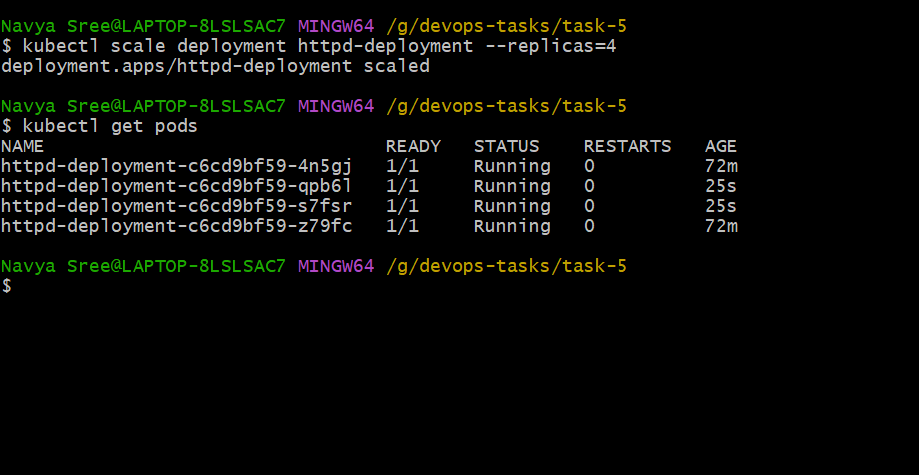 Navya Sree@LAPTOP-8LSLSAC7 MINGW64 /g/devops-tasks/task-5
$ kubectl scale deployment httpd-deployment --replicas=4
deployment.apps/httpd-deployment scaled
Navya Sree@LAPTOP-8LSLSAC7 MINGW64 /g/devops-tasks/task-5
$ kubectl get pods
NAME READY STATUS RESTARTS AGE
httpd-deployment-c6cd9bf59-4n5gj 1/1 Running 0 72m
httpd-deployment-c6cd9bf59-qpb6l 1/1 Running 0 25s
httpd-deployment-c6cd9bf59-s7fsr 1/1 Running 0 25s
httpd-deployment-c6cd9bf59-z79fc 1/1 Running 0 72m
Navya Sree@LAPTOP-8LSLSAC7 MINGW64 /g/devops-tasks/task-5
$